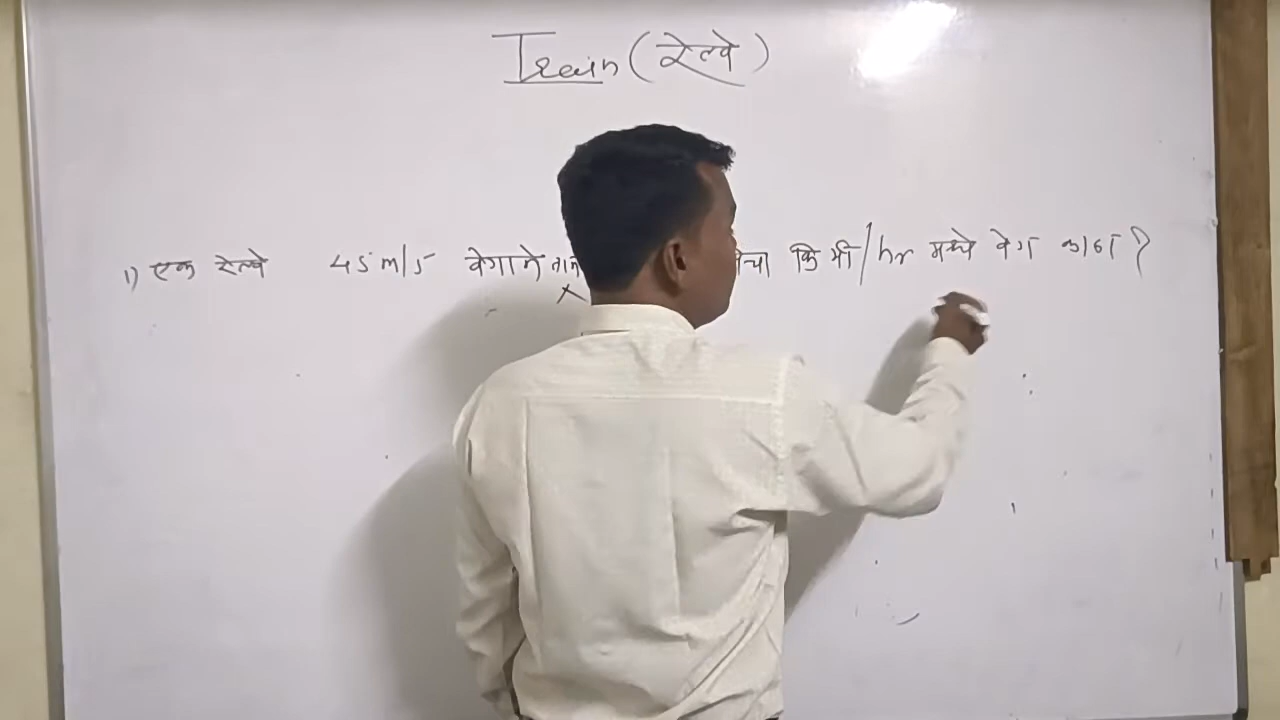 Train (रेल्वे)
1) एक रेल्वे 45 m/s वेगाने कि मी/hr मध्ये वेग काढा?